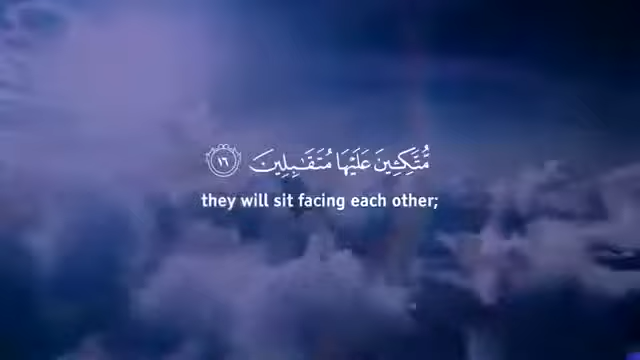 مُّتَّكِـِٔينَ عَلَيْهَا مُتَقَـٰبِلِينَ ١٦
they will sit facing each other;